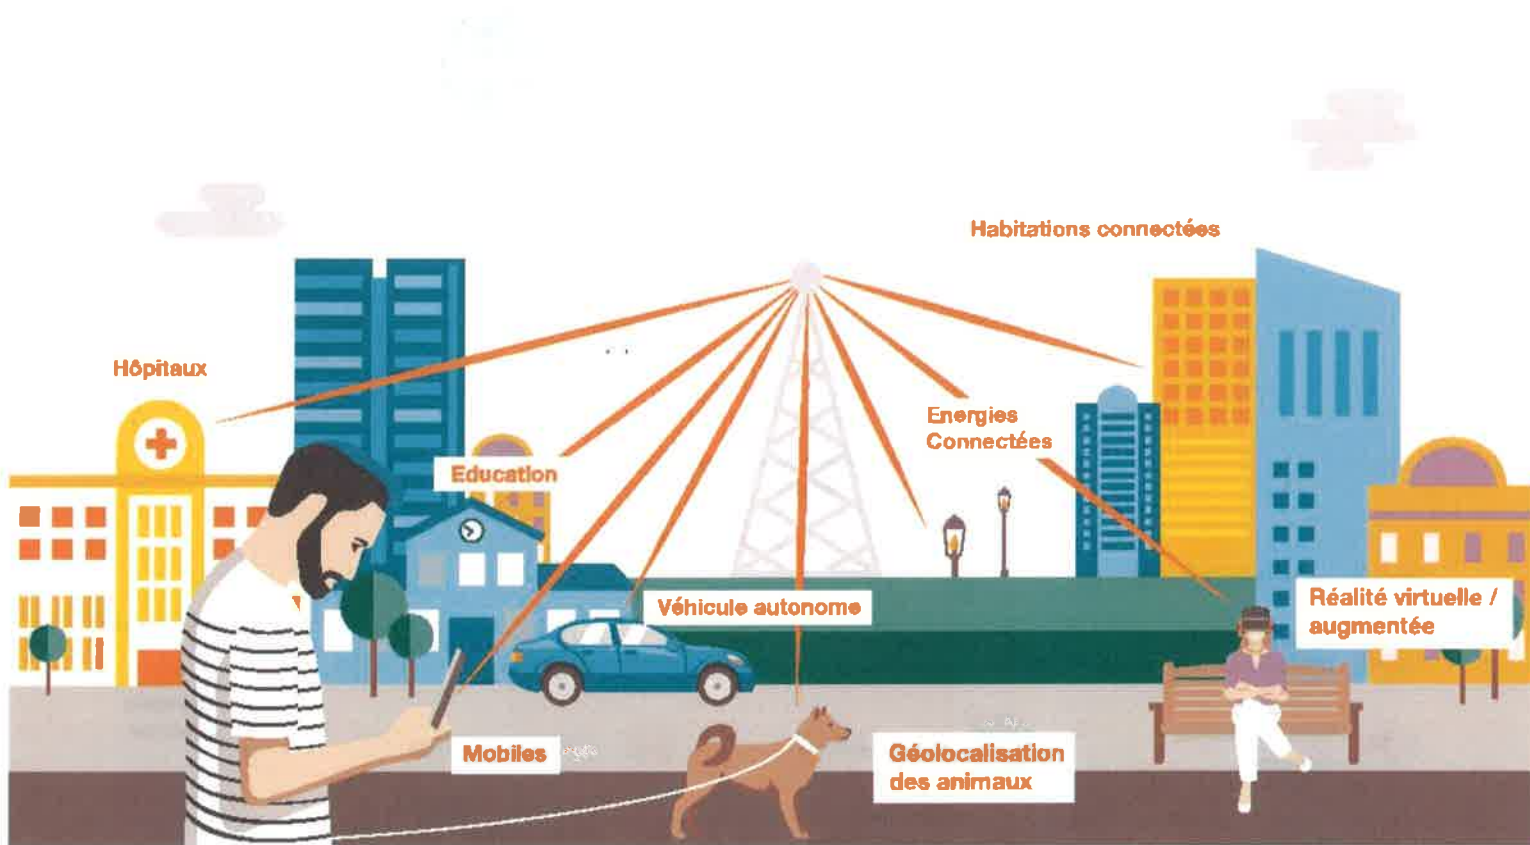 Habitations connectées
Hôpitaux
Energies
Connectées
Education
Véhicule autonome
Réalité virtuelle /
augmentée
Mobiles
Géolocalisation
des animaux